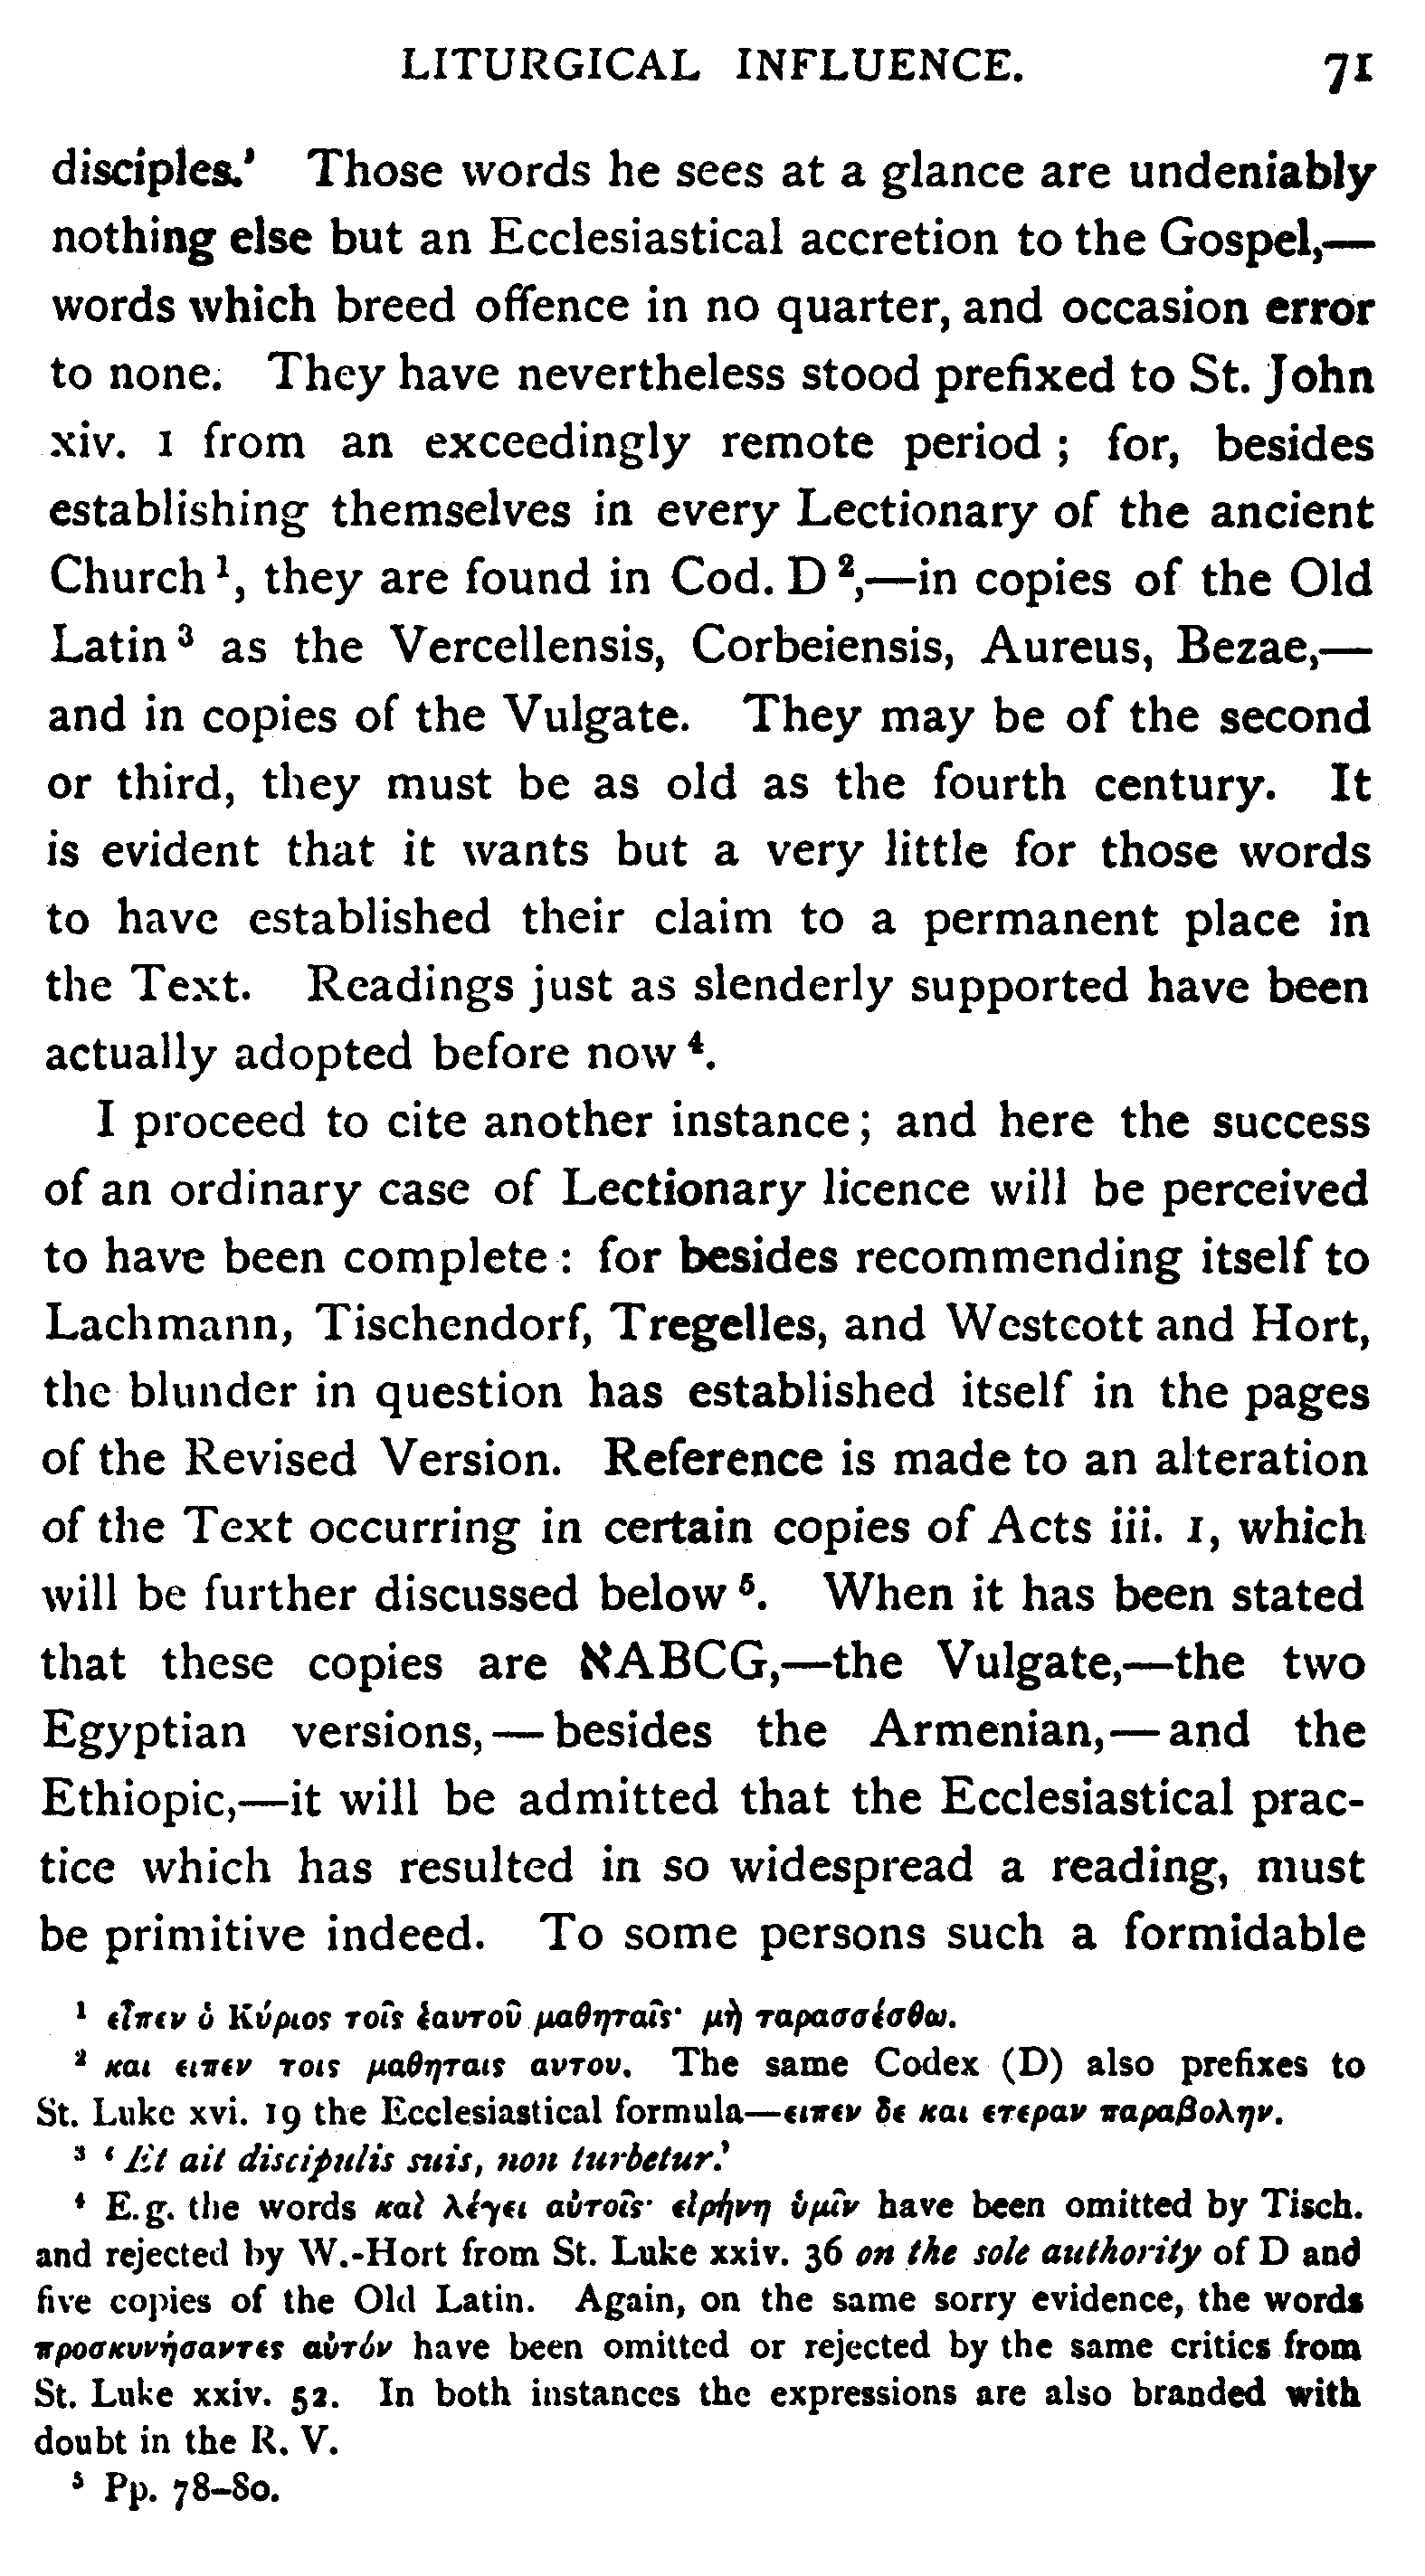 LITURGICAL INFLUENCE. 71
disciples.' Those words he sees at a glance are undeniably
nothing else but an Ecclesiastical accretion to the Gospel,—
words which breed offence in no quarter, and occasion error
to none. They have nevertheless stood prefixed to St. John
xiv. 1 from an exceedingly remote period ; for, besides
establishing themselves in every Lectionary of the ancient
Church ¹, they are found in Cod. D ²,—in copies of the Old
Latin ³ as the Vercellensis, Corbeiensis, Aureus, Bezae,—
and in copies of the Vulgate. They may be of the second
or third, they must be as old as the fourth century. It
is evident that it wants but a very little for those words
to have established their claim to a permanent place in
the Text. Readings just as slenderly supported have been
actually adopted before now ⁴.
I proceed to cite another instance ; and here the success
of an ordinary case of Lectionary licence will be perceived
to have been complete : for besides recommending itself to
Lachmann, Tischendorf, Tregelles, and Westcott and Hort,
the blunder in question has established itself in the pages
of the Revised Version. Reference is made to an alteration
of the Text occurring in certain copies of Acts iii. 1, which
will be further discussed below ⁵. When it has been stated
that these copies are אABCG,—the Vulgate,—the two
Egyptian versions,—besides the Armenian,—and the
Ethiopic,—it will be admitted that the Ecclesiastical prac-
tice which has resulted in so widespread a reading, must
be primitive indeed. To some persons such a formidable
¹ εἶπεν ὁ Κύριος τοῖς ἑαυτοῦ μαθηταῖς· μὴ ταρασσέσθω.
² και ειπεν τοις μαθηταις αυτου. The same Codex (D) also prefixes to
St. Luke xvi. 19 the Ecclesiastical formula—ειπεν δε και ετεραν παραβολην.
³ ' Et ait discipulis suis, non turbetur.'
⁴ E.g. the words καὶ λέγει αὐτοῖς· εἰρήνη ὑμῖν have been omitted by Tisch.
and rejected by W.-Hort from St. Luke xxiv. 36 on the sole authority of D and
five copies of the Old Latin. Again, on the same sorry evidence, the words
προσκυνήσαντες αὐτόν have been omitted or rejected by the same critics from
St. Luke xxiv. 52. In both instances the expressions are also branded with
doubt in the R. V.
⁵ Pp. 78–80.